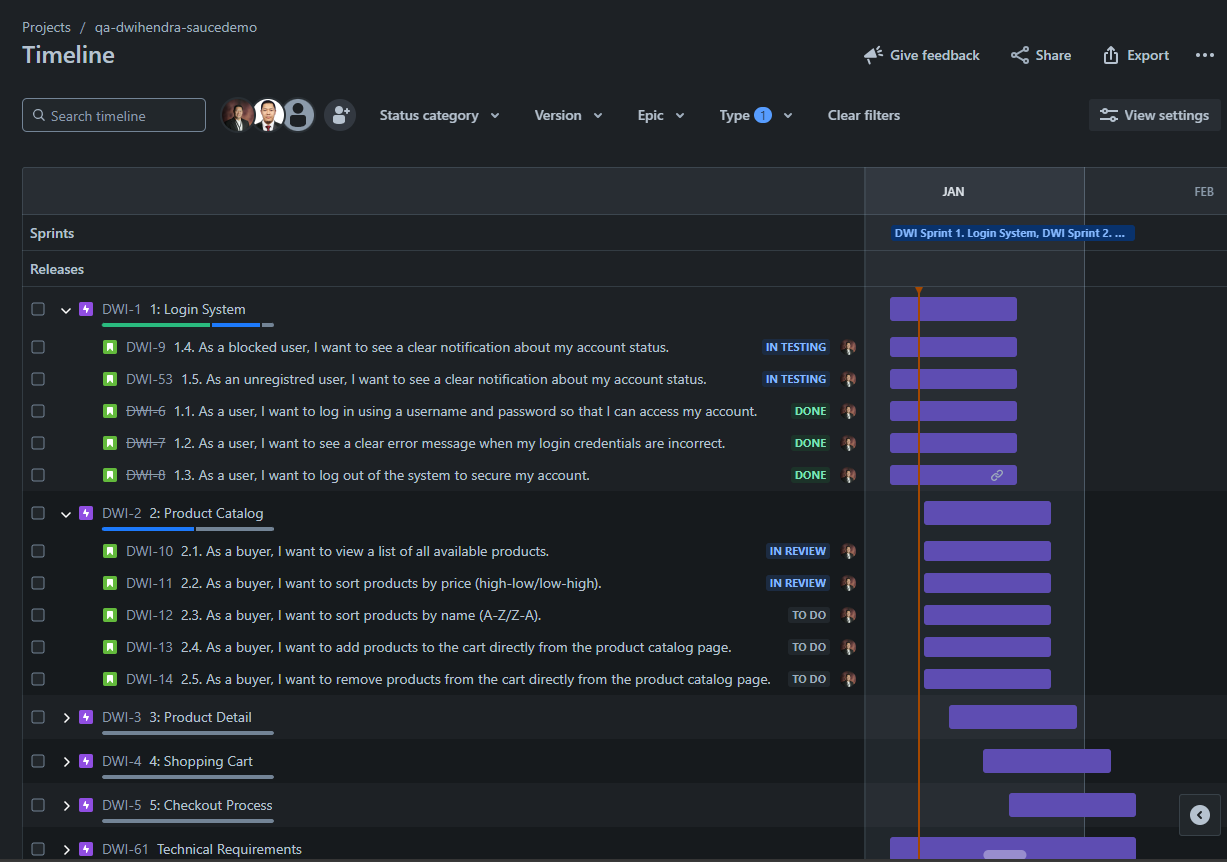 Projects / qa-dwihendra-saucedemo
Timeline
Give feedback
Share
Export
Search timeline
Status category
Version
Epic
Type 1
Clear filters
View settings
JAN
FEB
Sprints
DWI Sprint 1. Login System, DWI Sprint 2. ...
Releases
DWI-1 1: Login System
DWI-9 1.4. As a blocked user, I want to see a clear notification about my account status. IN TESTING
DWI-53 1.5. As an unregistred user, I want to see a clear notification about my account status. IN TESTING
DWI-6 1.1. As a user, I want to log in using a username and password so that I can access my account. DONE
DWI-7 1.2. As a user, I want to see a clear error message when my login credentials are incorrect. DONE
DWI-8 1.3. As a user, I want to log out of the system to secure my account. DONE
DWI-2 2: Product Catalog
DWI-10 2.1. As a buyer, I want to view a list of all available products. IN REVIEW
DWI-11 2.2. As a buyer, I want to sort products by price (high-low/low-high). IN REVIEW
DWI-12 2.3. As a buyer, I want to sort products by name (A-Z/Z-A). TO DO
DWI-13 2.4. As a buyer, I want to add products to the cart directly from the product catalog page. TO DO
DWI-14 2.5. As a buyer, I want to remove products from the cart directly from the product catalog page. TO DO
DWI-3 3: Product Detail
DWI-4 4: Shopping Cart
DWI-5 5: Checkout Process
DWI-61 Technical Requirements